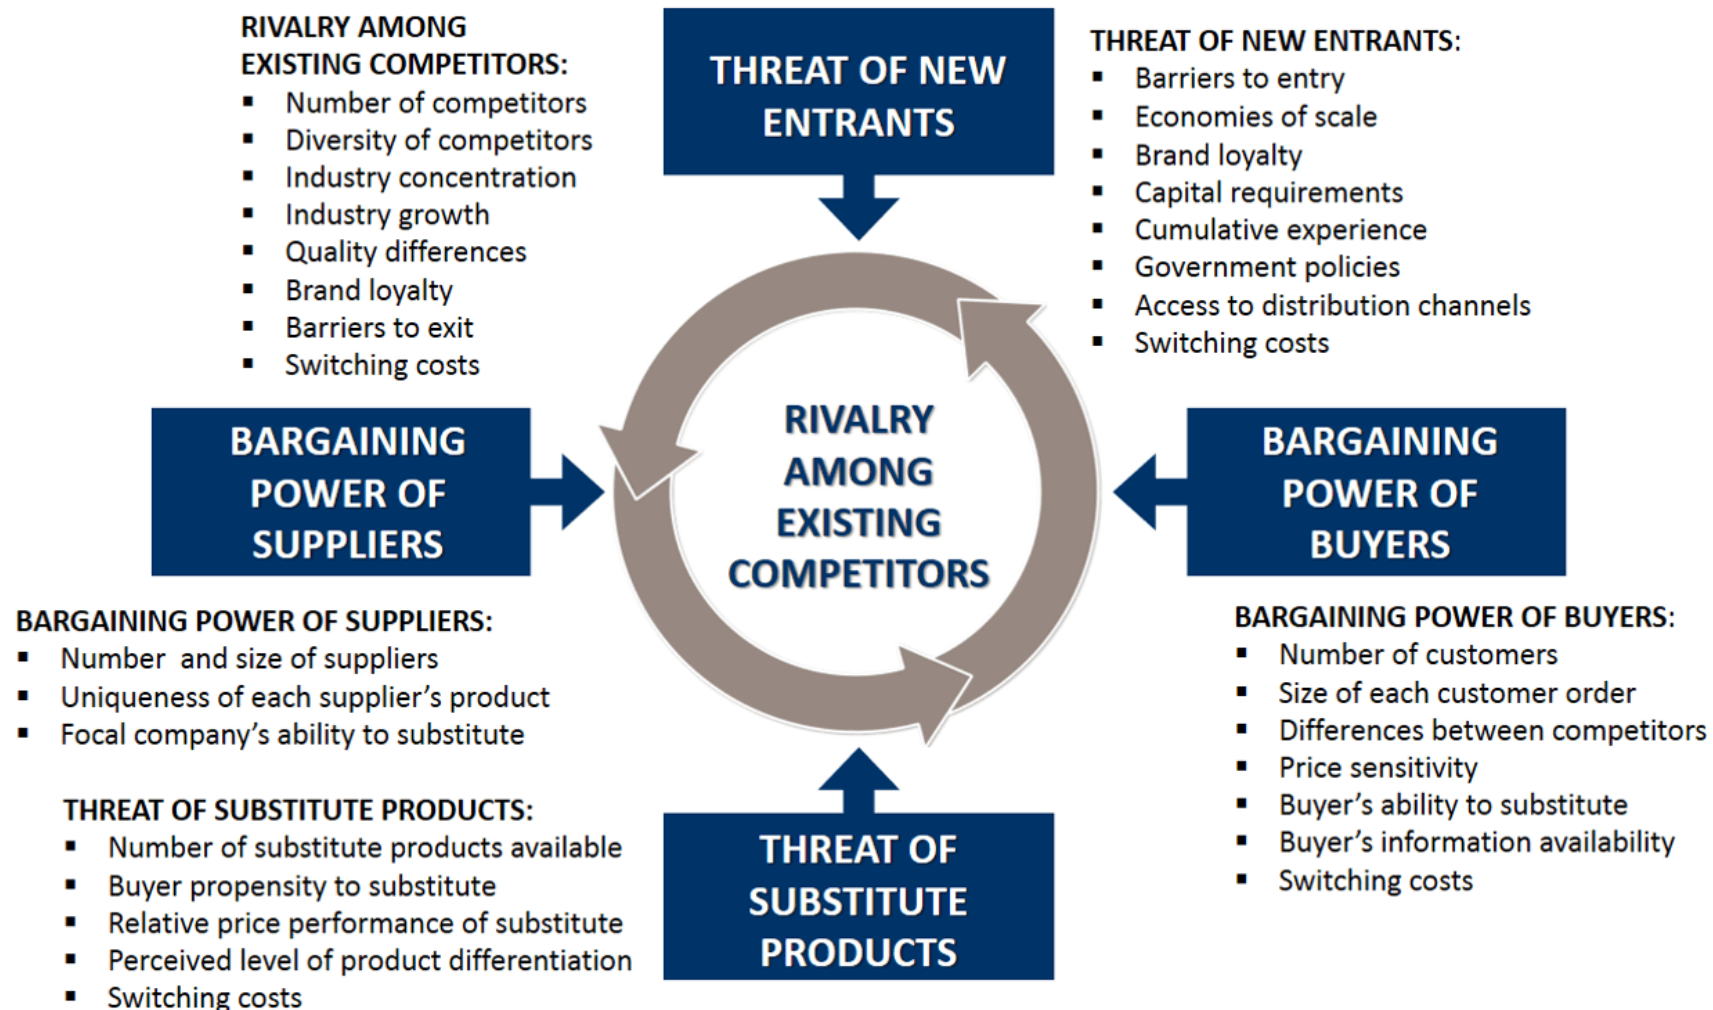 RIVALRY AMONG
EXISTING COMPETITORS:
▪ Number of competitors
▪ Diversity of competitors
▪ Industry concentration
▪ Industry growth
▪ Quality differences
▪ Brand loyalty
▪ Barriers to exit
▪ Switching costs
THREAT OF NEW
ENTRANTS
THREAT OF NEW ENTRANTS:
▪ Barriers to entry
▪ Economies of scale
▪ Brand loyalty
▪ Capital requirements
▪ Cumulative experience
▪ Government policies
▪ Access to distribution channels
▪ Switching costs
BARGAINING
POWER OF
SUPPLIERS
RIVALRY
AMONG
EXISTING
COMPETITORS
BARGAINING
POWER OF
BUYERS
BARGAINING POWER OF SUPPLIERS:
▪ Number and size of suppliers
▪ Uniqueness of each supplier’s product
▪ Focal company’s ability to substitute
BARGAINING POWER OF BUYERS:
▪ Number of customers
▪ Size of each customer order
▪ Differences between competitors
▪ Price sensitivity
▪ Buyer’s ability to substitute
▪ Buyer’s information availability
▪ Switching costs
THREAT OF SUBSTITUTE PRODUCTS:
▪ Number of substitute products available
▪ Buyer propensity to substitute
▪ Relative price performance of substitute
▪ Perceived level of product differentiation
▪ Switching costs
THREAT OF
SUBSTITUTE
PRODUCTS